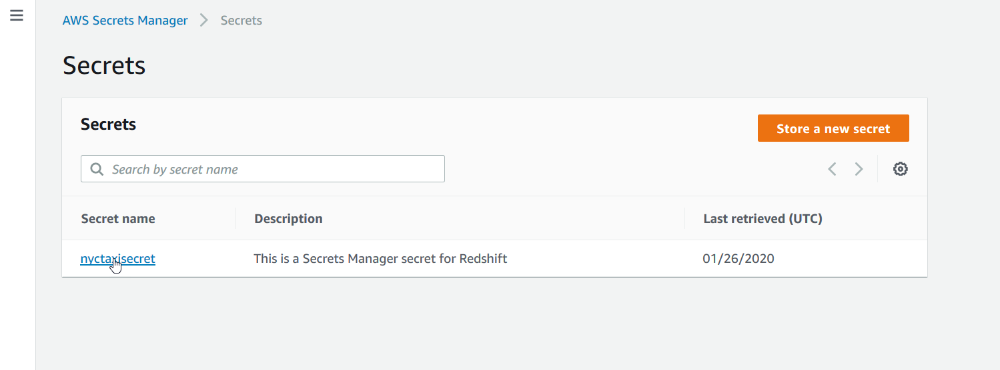 AWS Secrets Manager > Secrets
Secrets
Secrets
Store a new secret
Search by secret name
Secret name Description Last retrieved (UTC)
nyctaxisecret This is a Secrets Manager secret for Redshift 01/26/2020